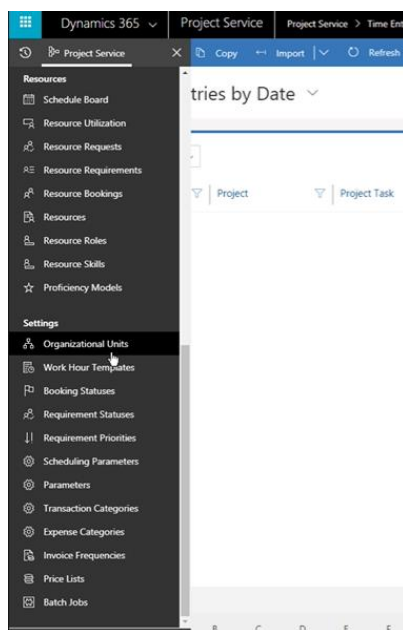 Dynamics 365
Project Service
Project Service > Time Ent
Project Service
Copy
Import
Refresh
tries by Date
Project
Project Task
Resources
Schedule Board
Resource Utilization
Resource Requests
Resource Requirements
Resource Bookings
Resources
Resource Roles
Resource Skills
Proficiency Models
Settings
Organizational Units
Work Hour Templates
Booking Statuses
Requirement Statuses
Requirement Priorities
Scheduling Parameters
Parameters
Transaction Categories
Expense Categories
Invoice Frequencies
Price Lists
Batch Jobs